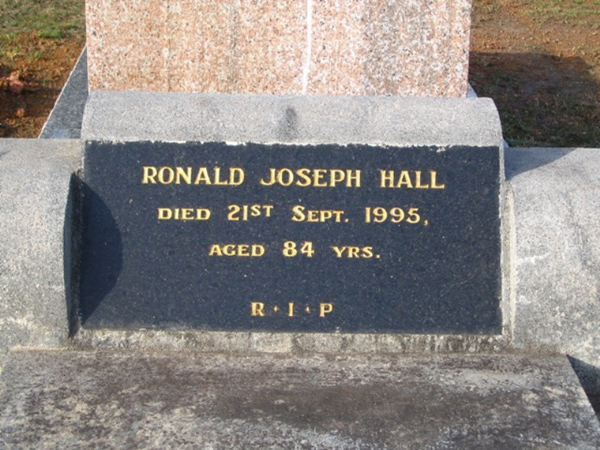 RONALD JOSEPH HALL
DIED 21ST SEPT. 1995,
AGED 84 YRS.
R·I·P